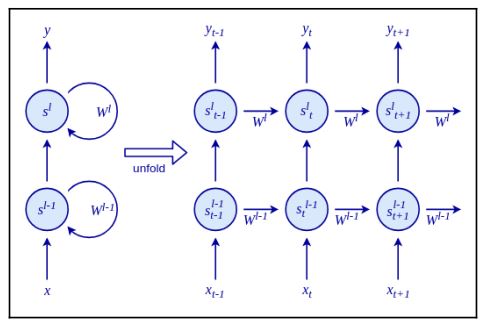 y y_{t-1} y_t y_{t+1}
s^l W^l s^l_{t-1} W^l s^l_t W^l s^l_{t+1} W^l
unfold
s^{l-1} W^{l-1} s^{l-1}_{t-1} W^{l-1} s^{l-1}_t W^{l-1} s^{l-1}_{t+1} W^{l-1}
x x_{t-1} x_t x_{t+1}